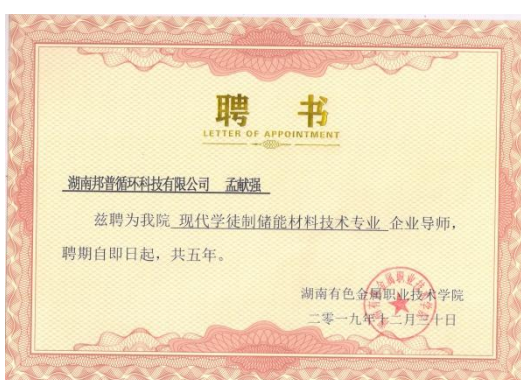 聘 书
LETTER OF APPOINTMENT
湖南邦普循环科技有限公司 孟献强
兹聘为我院 现代学徒制储能材料技术专业 企业导师，
聘期自即日起，共五年。
湖南有色金属职业技术学院
二零一九年十二月三十日